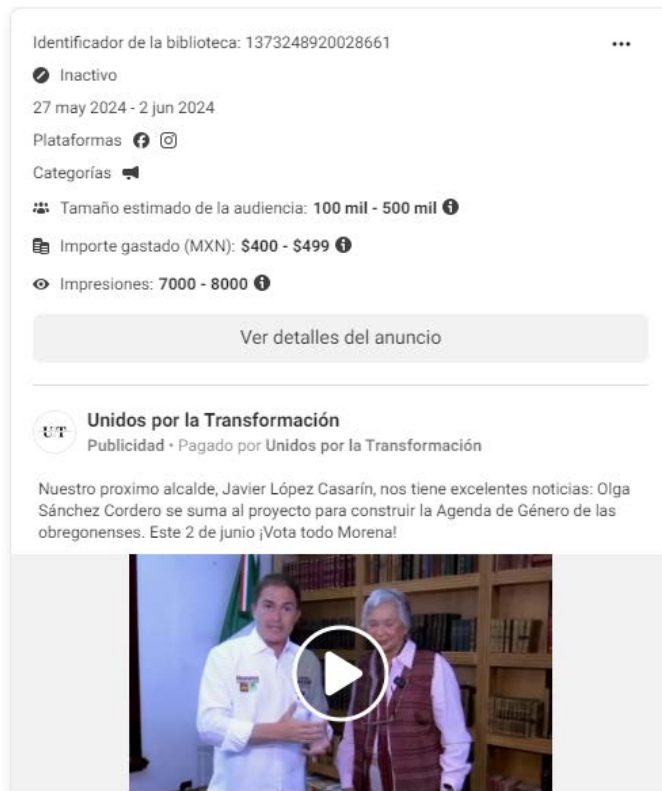 Identificador de la biblioteca: 1373248920028661
Inactivo
27 may 2024 - 2 jun 2024
Plataformas
Categorías
Tamaño estimado de la audiencia: 100 mil - 500 mil
Importe gastado (MXN): $400 - $499
Impresiones: 7000 - 8000
Ver detalles del anuncio
UT
Unidos por la Transformación
Publicidad • Pagado por Unidos por la Transformación
Nuestro proximo alcalde, Javier López Casarín, nos tiene excelentes noticias: Olga
Sánchez Cordero se suma al proyecto para construir la Agenda de Género de las
obregonenses. Este 2 de junio ¡Vota todo Morena!